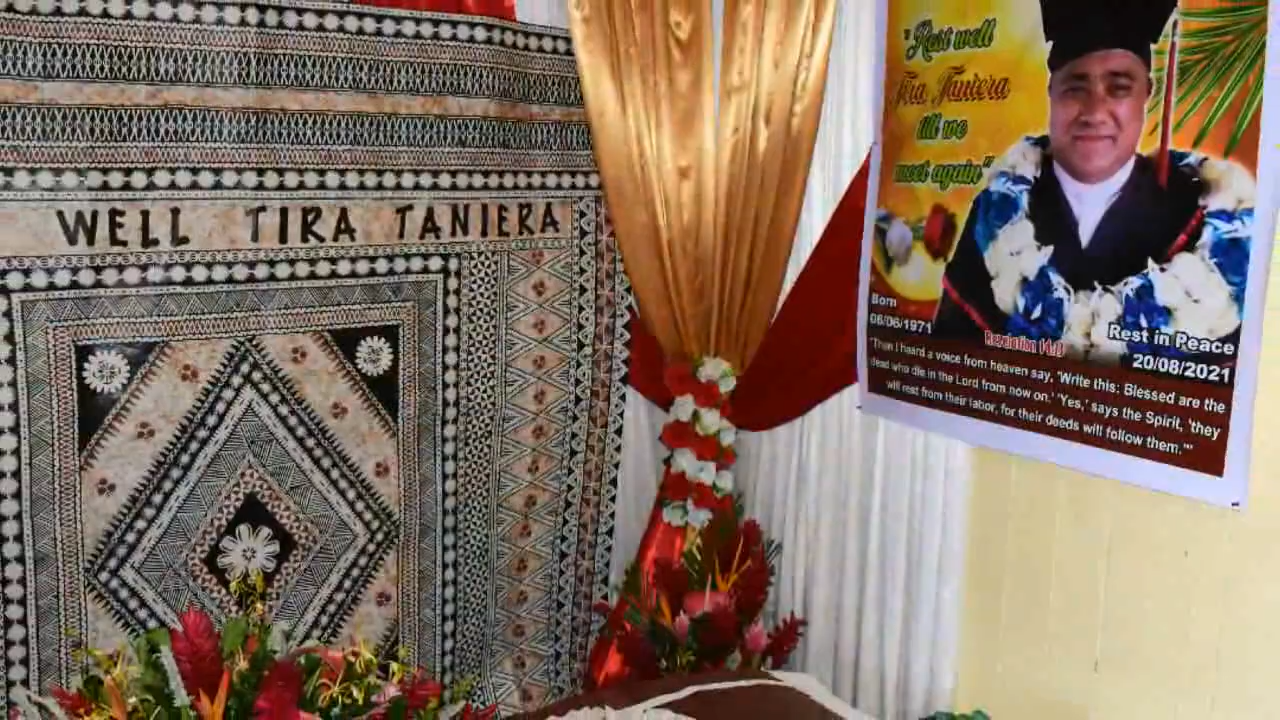 WELL TIRA TANIERA
"Rest well
Tira Taniera
till we
meet again"
Born
06/06/1971
Revelation 14:13
Rest in Peace
20/08/2021
"Then I heard a voice from heaven say, 'Write this: Blessed are the
dead who die in the Lord from now on.' 'Yes,' says the Spirit, 'they
will rest from their labor, for their deeds will follow them.'"